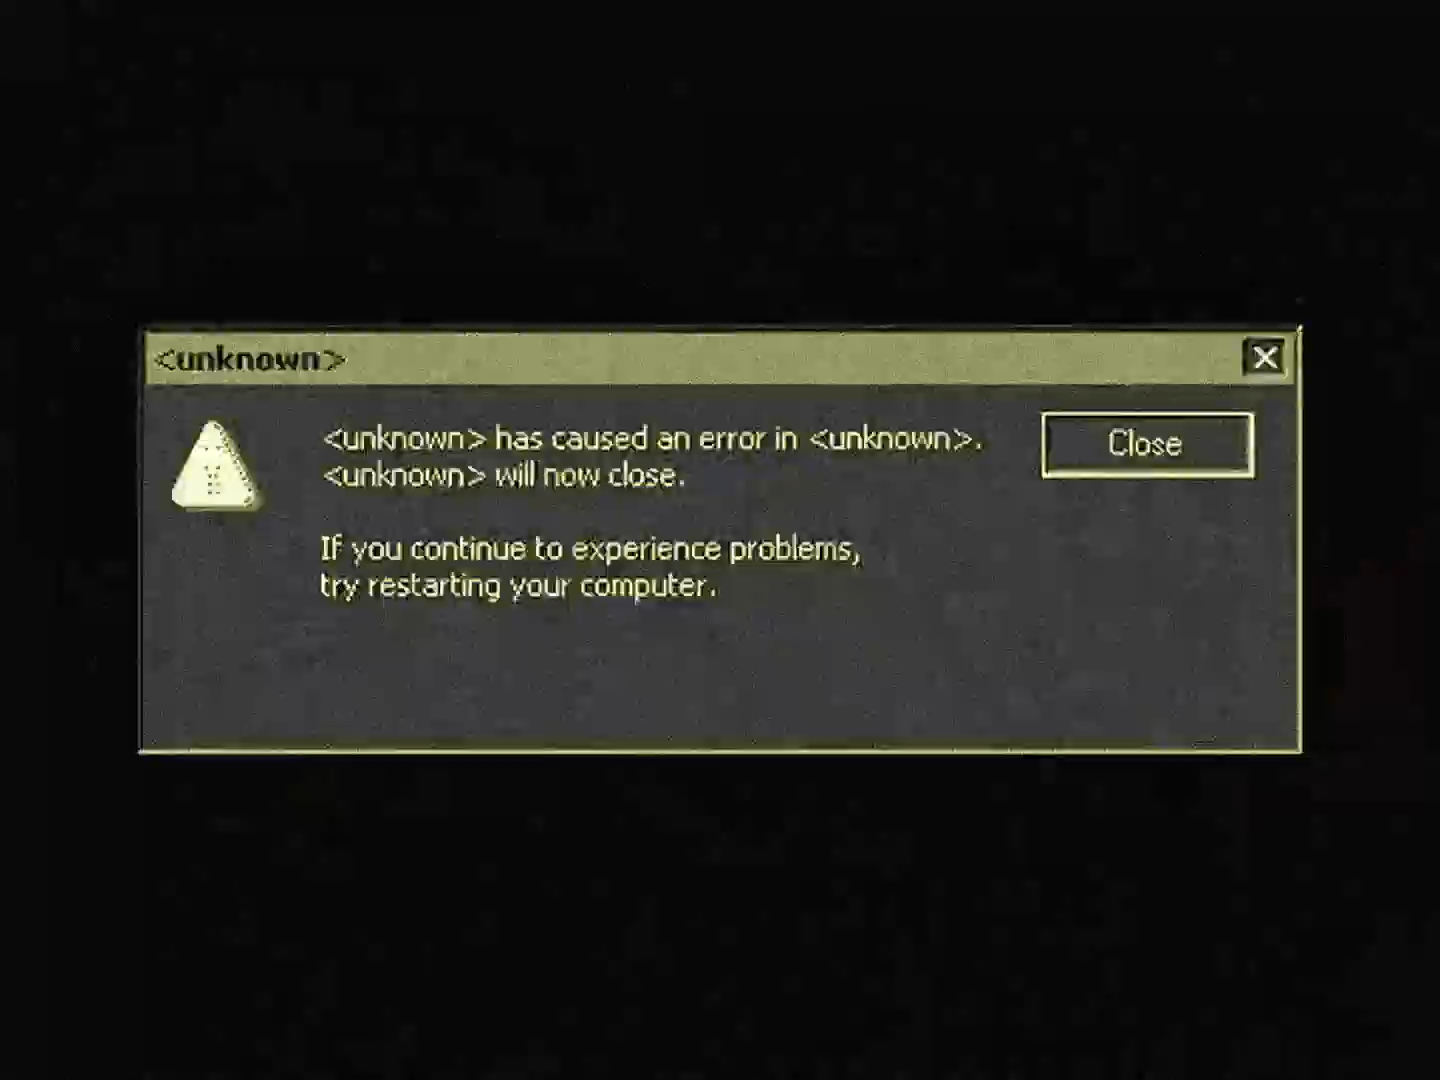 <unknown>
<unknown> has caused an error in <unknown>.
<unknown> will now close.
Close
If you continue to experience problems,
try restarting your computer.